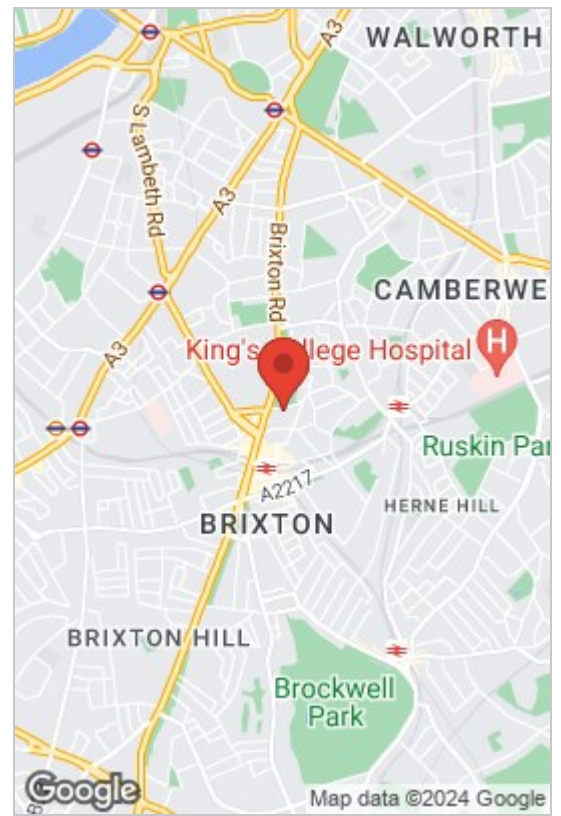 A3
WALWORTH
S Lambeth Rd
A3
Brixton Rd
CAMBERWE
King's
llege Hospital
H
A3
Ruskin Par
A2217
HERNE HILL
BRIXTON
BRIXTON HILL
Brockwell
Park
Google
B
Map data ©2024 Google